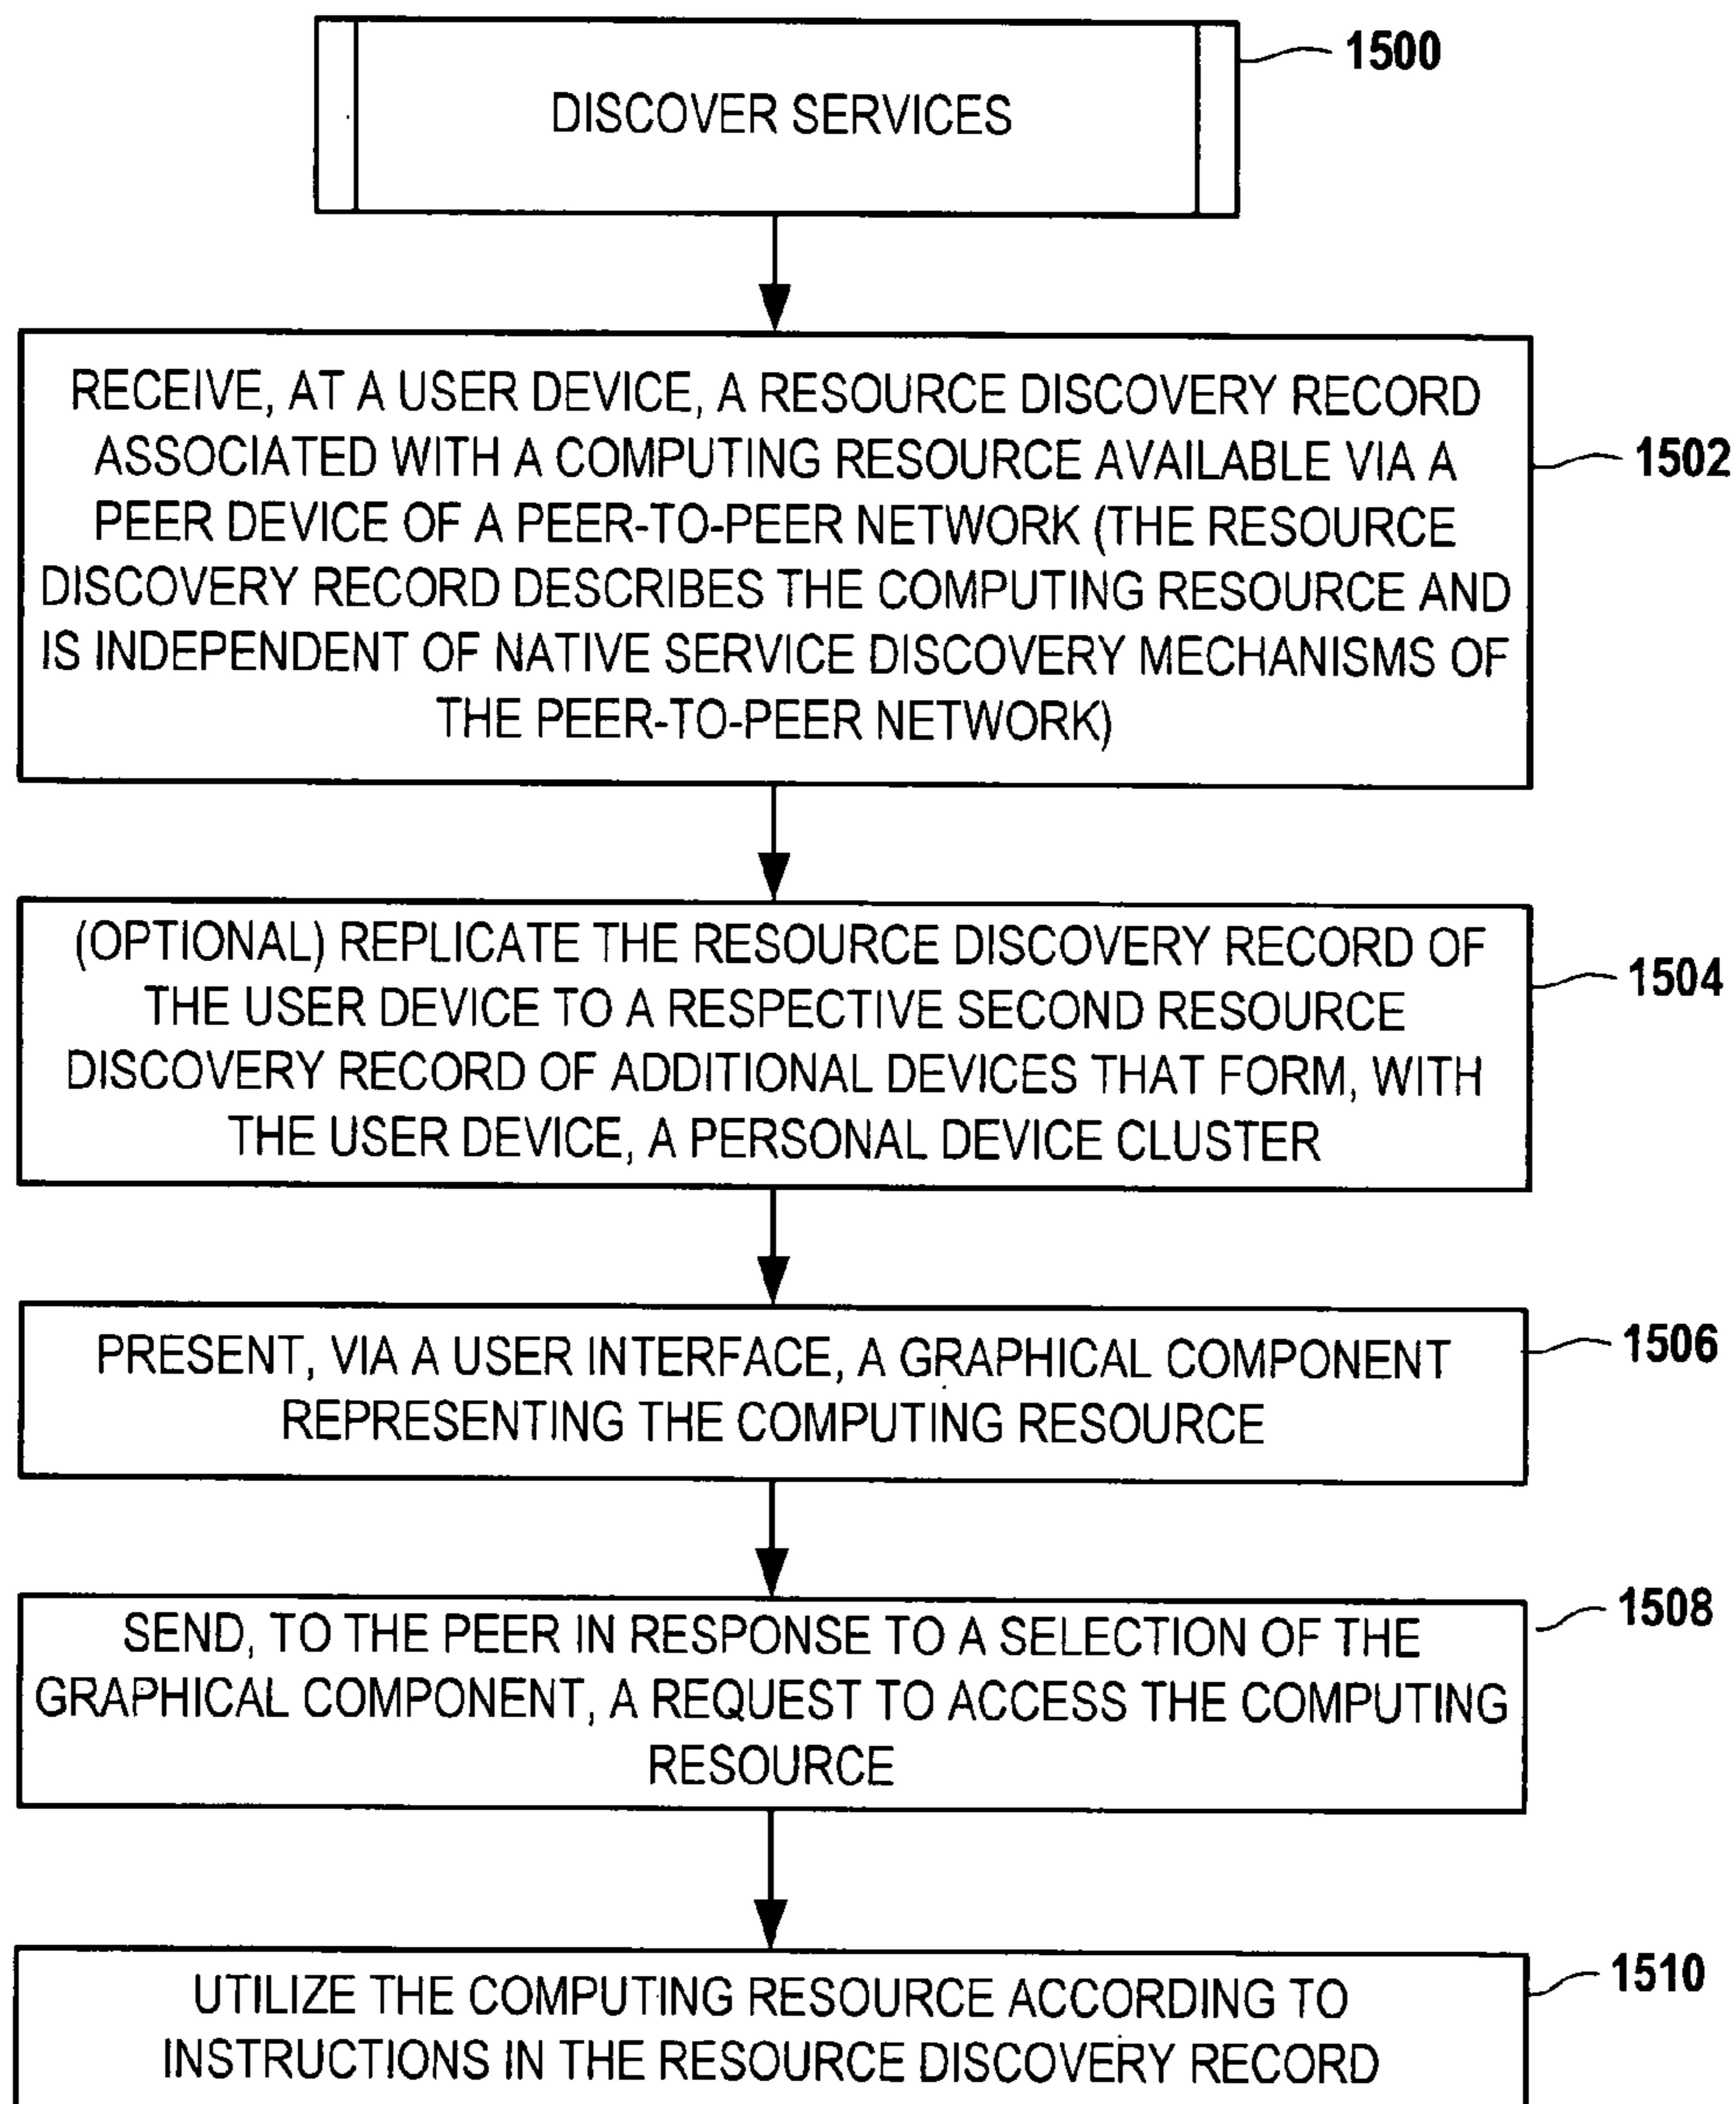 1500
DISCOVER SERVICES
RECEIVE, AT A USER DEVICE, A RESOURCE DISCOVERY RECORD
ASSOCIATED WITH A COMPUTING RESOURCE AVAILABLE VIA A
PEER DEVICE OF A PEER-TO-PEER NETWORK (THE RESOURCE
DISCOVERY RECORD DESCRIBES THE COMPUTING RESOURCE AND
IS INDEPENDENT OF NATIVE SERVICE DISCOVERY MECHANISMS OF
THE PEER-TO-PEER NETWORK)
1502
(OPTIONAL) REPLICATE THE RESOURCE DISCOVERY RECORD OF
THE USER DEVICE TO A RESPECTIVE SECOND RESOURCE
DISCOVERY RECORD OF ADDITIONAL DEVICES THAT FORM, WITH
THE USER DEVICE, A PERSONAL DEVICE CLUSTER
1504
PRESENT, VIA A USER INTERFACE, A GRAPHICAL COMPONENT
REPRESENTING THE COMPUTING RESOURCE
1506
SEND, TO THE PEER IN RESPONSE TO A SELECTION OF THE
GRAPHICAL COMPONENT, A REQUEST TO ACCESS THE COMPUTING
RESOURCE
1508
UTILIZE THE COMPUTING RESOURCE ACCORDING TO
INSTRUCTIONS IN THE RESOURCE DISCOVERY RECORD
1510